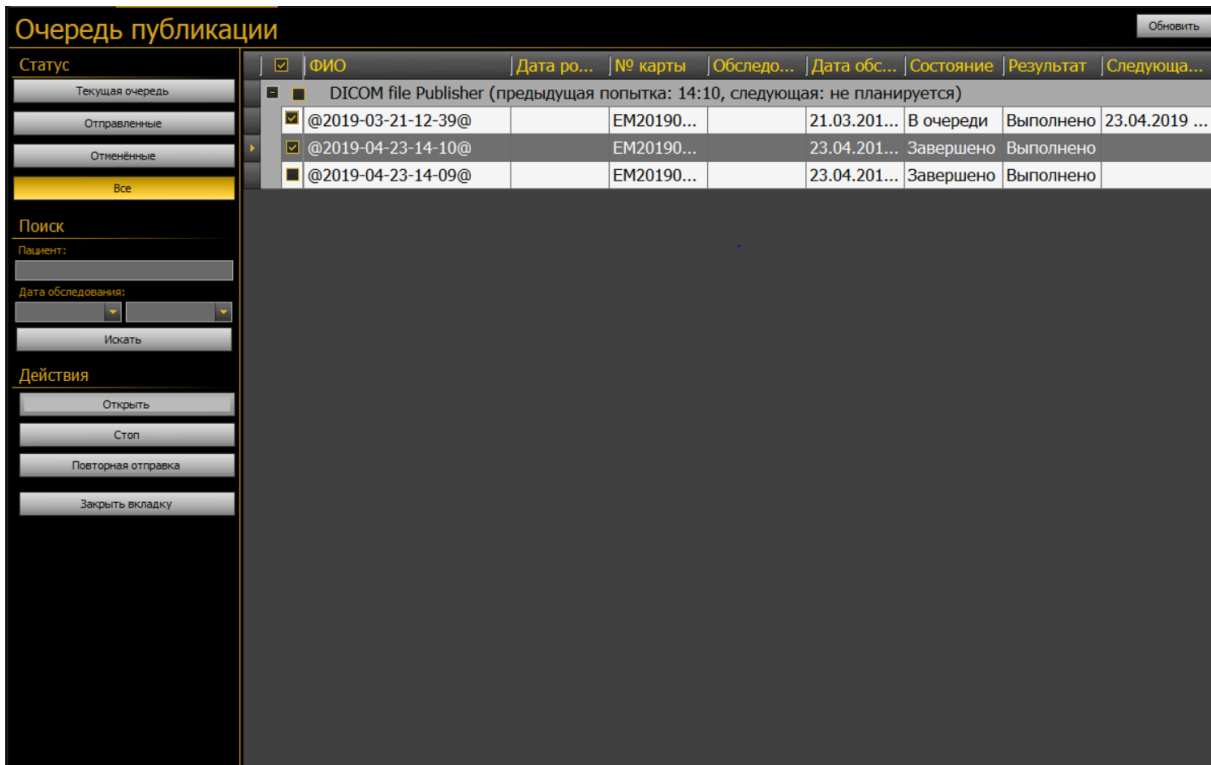 Очередь публикации
Обновить
Статус
Текущая очередь
Отправленные
Отменённые
Все
Поиск
Пациент:
Дата обследования:
Искать
Действия
Открыть
Стоп
Повторная отправка
Закрыть вкладку
ФИО Дата ро... № карты Обследо... Дата обс... Состояние Результат Следующа...
DICOM file Publisher (предыдущая попытка: 14:10, следующая: не планируется)
@2019-03-21-12-39@ EM20190... 21.03.201... В очереди Выполнено 23.04.2019 ...
@2019-04-23-14-10@ EM20190... 23.04.201... Завершено Выполнено
@2019-04-23-14-09@ EM20190... 23.04.201... Завершено Выполнено